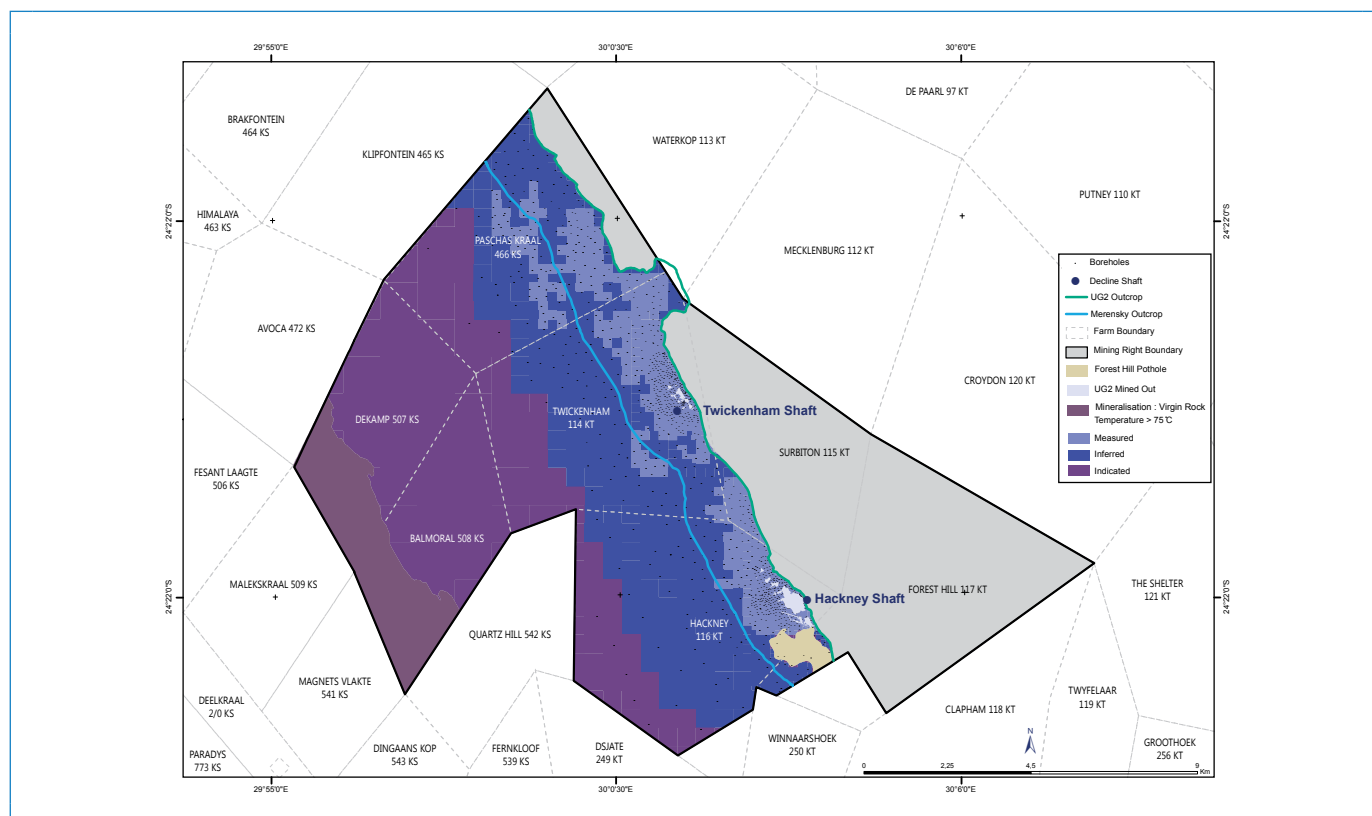 29°55'0"E
30°0'30"E
30°6'0"E
24°22'0"S
24°22'0"S
24°22'0"S
24°22'0"S
BRAKFONTEIN
464 KS
KLIPFONTEIN 465 KS
WATERKOP 113 KT
DE PAARL 97 KT
HIMALAYA
463 KS
PASCHAS KRAAL
466 KS
MECKLENBURG 112 KT
PUTNEY 110 KT
AVOCA 472 KS
CROYDON 120 KT
DEKAMP 507 KS
TWICKENHAM
114 KT
Twickenham Shaft
SURBITON 115 KT
FESANT LAAGTE
506 KS
BALMORAL 508 KS
MALEKSKRAAL 509 KS
QUARTZ HILL 542 KS
HACKNEY
116 KT
Hackney Shaft
FOREST HILL 117 KT
THE SHELTER
121 KT
MAGNETS VLAKTE
541 KS
DEELKRAAL
2/0 KS
PARADYS
773 KS
DINGAANS KOP
543 KS
FERNKLOOF
539 KS
DSJATE
249 KT
WINNAARSHOEK
250 KT
CLAPHAM 118 KT
TWYFELAAR
119 KT
GROOTHOEK
256 KT
Boreholes
Decline Shaft
UG2 Outcrop
Merensky Outcrop
Farm Boundary
Mining Right Boundary
Forest Hill Pothole
UG2 Mined Out
Mineralisation : Virgin Rock
Temperature > 75°C
Measured
Inferred
Indicated
N
0 2,25 4,5 9
Km
29°55'0"E
30°0'30"E
30°6'0"E